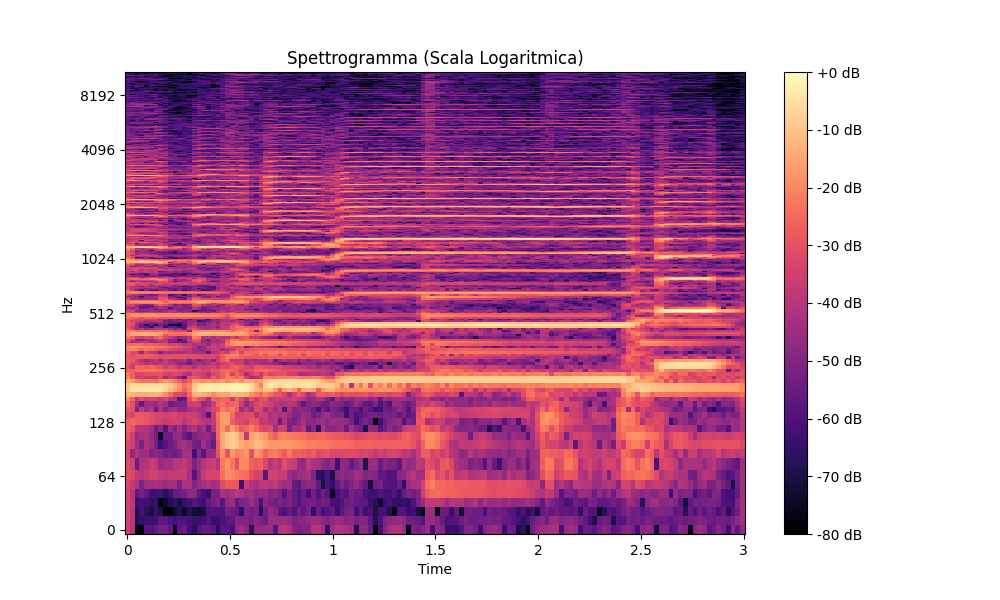 Spettrogramma (Scala Logaritmica)
Hz
8192
4096
2048
1024
512
256
128
64
0
0
0.5
1
1.5
2
2.5
3
Time
+0 dB
-10 dB
-20 dB
-30 dB
-40 dB
-50 dB
-60 dB
-70 dB
-80 dB